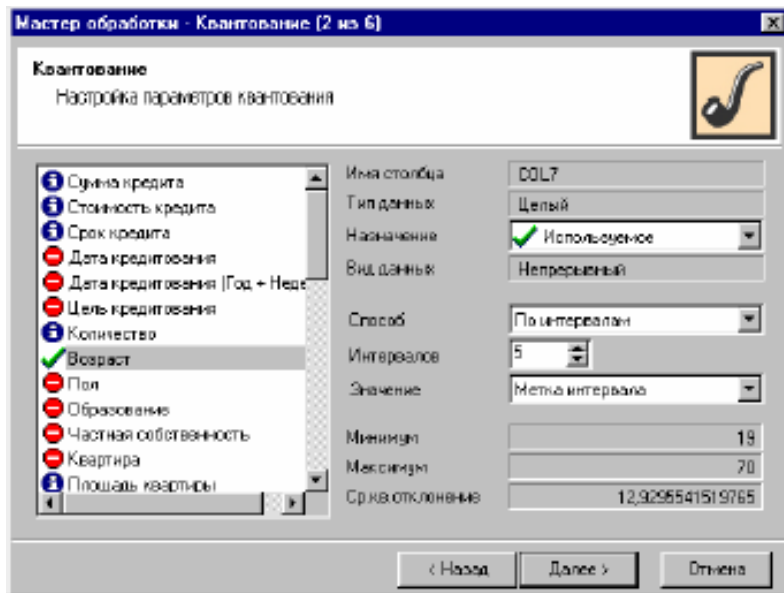 Мастер обработки - Квантование (2 из 6)
Квантование
Настройка параметров квантования
Сумма кредита
Стоимость кредита
Срок кредита
Дата кредитования
Дата кредитования (Год + Неде
Цель кредитования
Количество
Возраст
Пол
Образование
Частная собственность
Квартира
Площадь квартиры
Имя столбца COL7
Тип данных Целый
Назначение Используемое
Вид данных Непрерывный
Способ По интервалам
Интервалов 5
Значение Метка интервала
Минимум 19
Максимум 70
Ср.кв.отклонение 12,9295541519765
< Назад Далее > Отмена